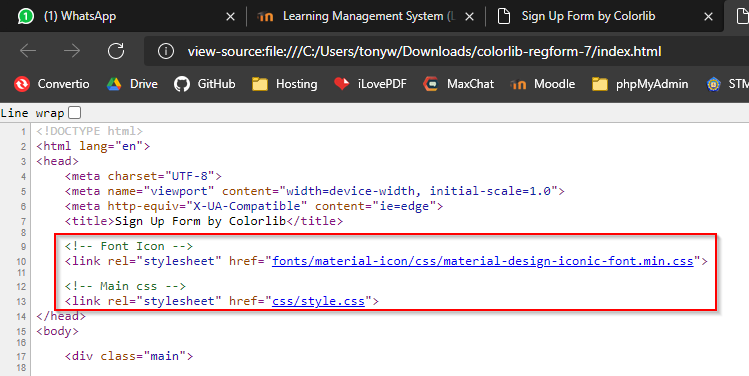 1 (1) WhatsApp
Learning Management System (L
Sign Up Form by Colorlib
view-source:file:///C:/Users/tonyw/Downloads/colorlib-regform-7/index.html
Convertio
GitHub
Hosting
iLovePDF
MaxChat
Moodle
phpMyAdmin
STM
Line wrap
1 <!DOCTYPE html>
2 <html lang="en">
3 <head>
4 <meta charset="UTF-8">
5 <meta name="viewport" content="width=device-width, initial-scale=1.0">
6 <meta http-equiv="X-UA-Compatible" content="ie=edge">
7 <title>Sign Up Form by Colorlib</title>
8
9 <!-- Font Icon -->
10 <link rel="stylesheet" href="fonts/material-icon/css/material-design-iconic-font.min.css">
11
12 <!-- Main css -->
13 <link rel="stylesheet" href="css/style.css">
14 </head>
15 <body>
16
17 <div class="main">
18